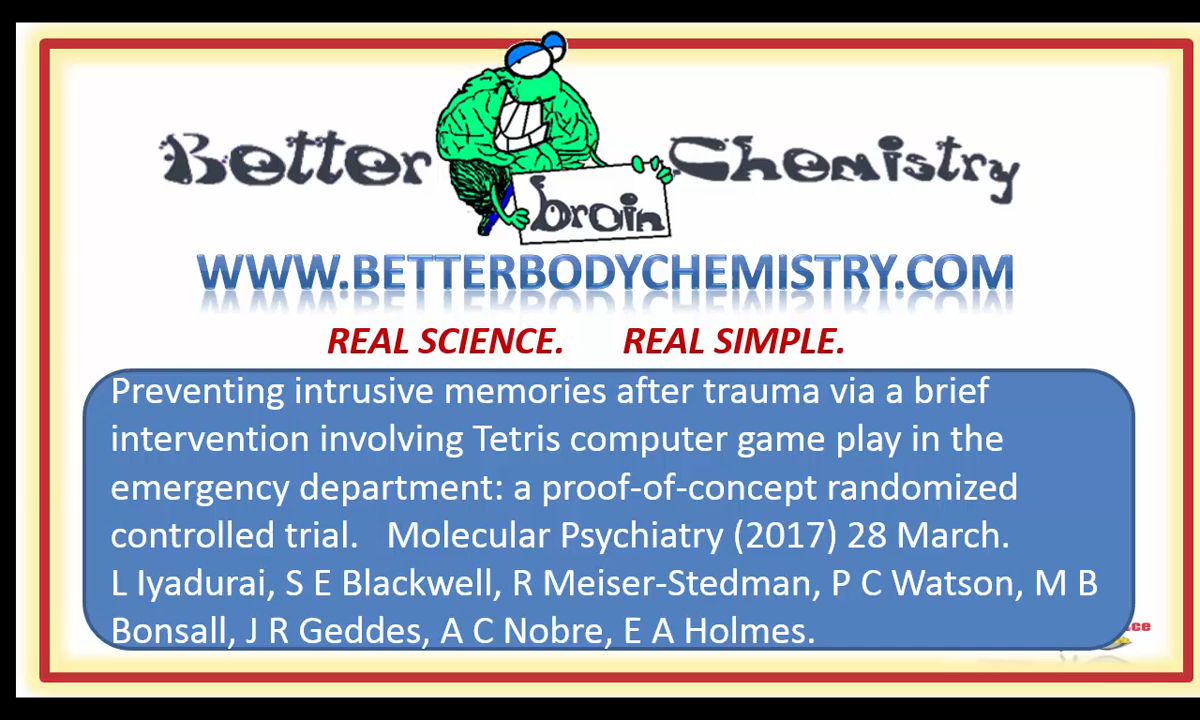 Better brain Chemistry
WWW.BETTERBODYCHEMISTRY.COM
REAL SCIENCE. REAL SIMPLE.
Preventing intrusive memories after trauma via a brief
intervention involving Tetris computer game play in the
emergency department: a proof-of-concept randomized
controlled trial. Molecular Psychiatry (2017) 28 March.
L Iyadurai, S E Blackwell, R Meiser-Stedman, P C Watson, M B
Bonsall, J R Geddes, A C Nobre, E A Holmes.